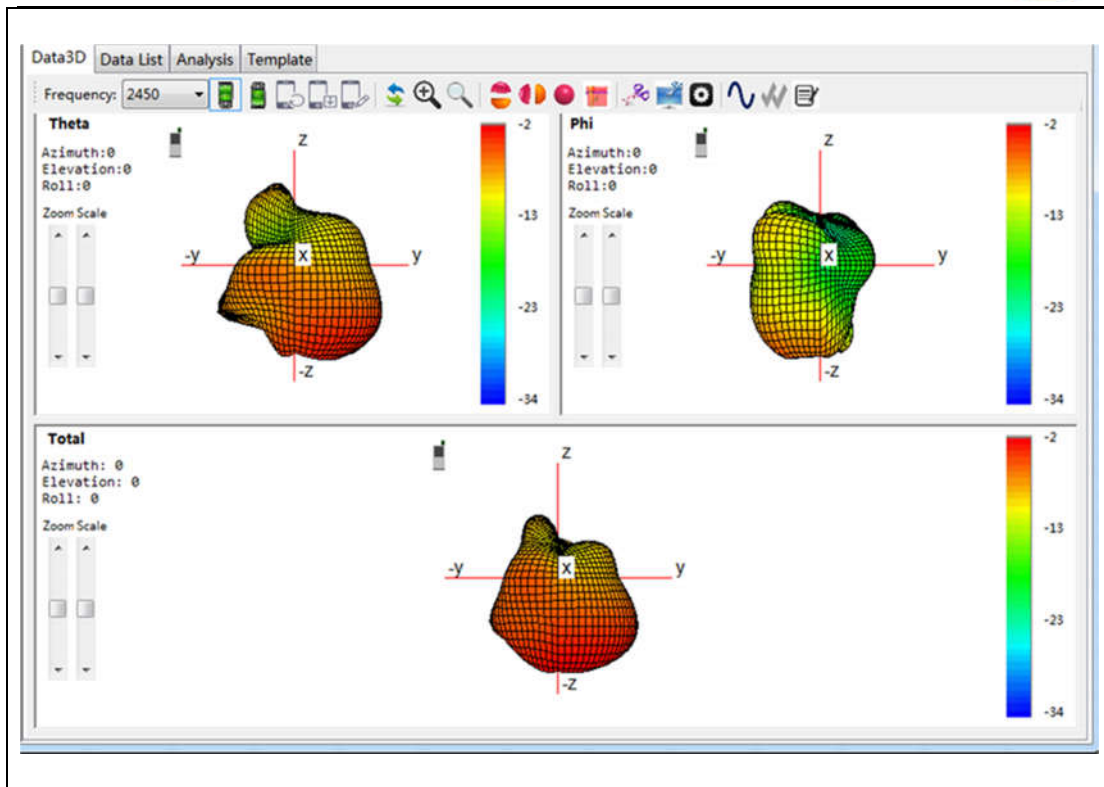 Data3D Data List Analysis Template
Frequency: 2450
Theta
Azimuth:0
Elevation:0
Roll:0
Zoom Scale
z
-y
x
y
-z
-2
-13
-23
-34
Phi
Azimuth:0
Elevation:0
Roll:0
Zoom Scale
z
-y
x
y
-z
-2
-13
-23
-34
Total
Azimuth: 0
Elevation: 0
Roll: 0
Zoom Scale
z
-y
x
y
-z
-2
-13
-23
-34